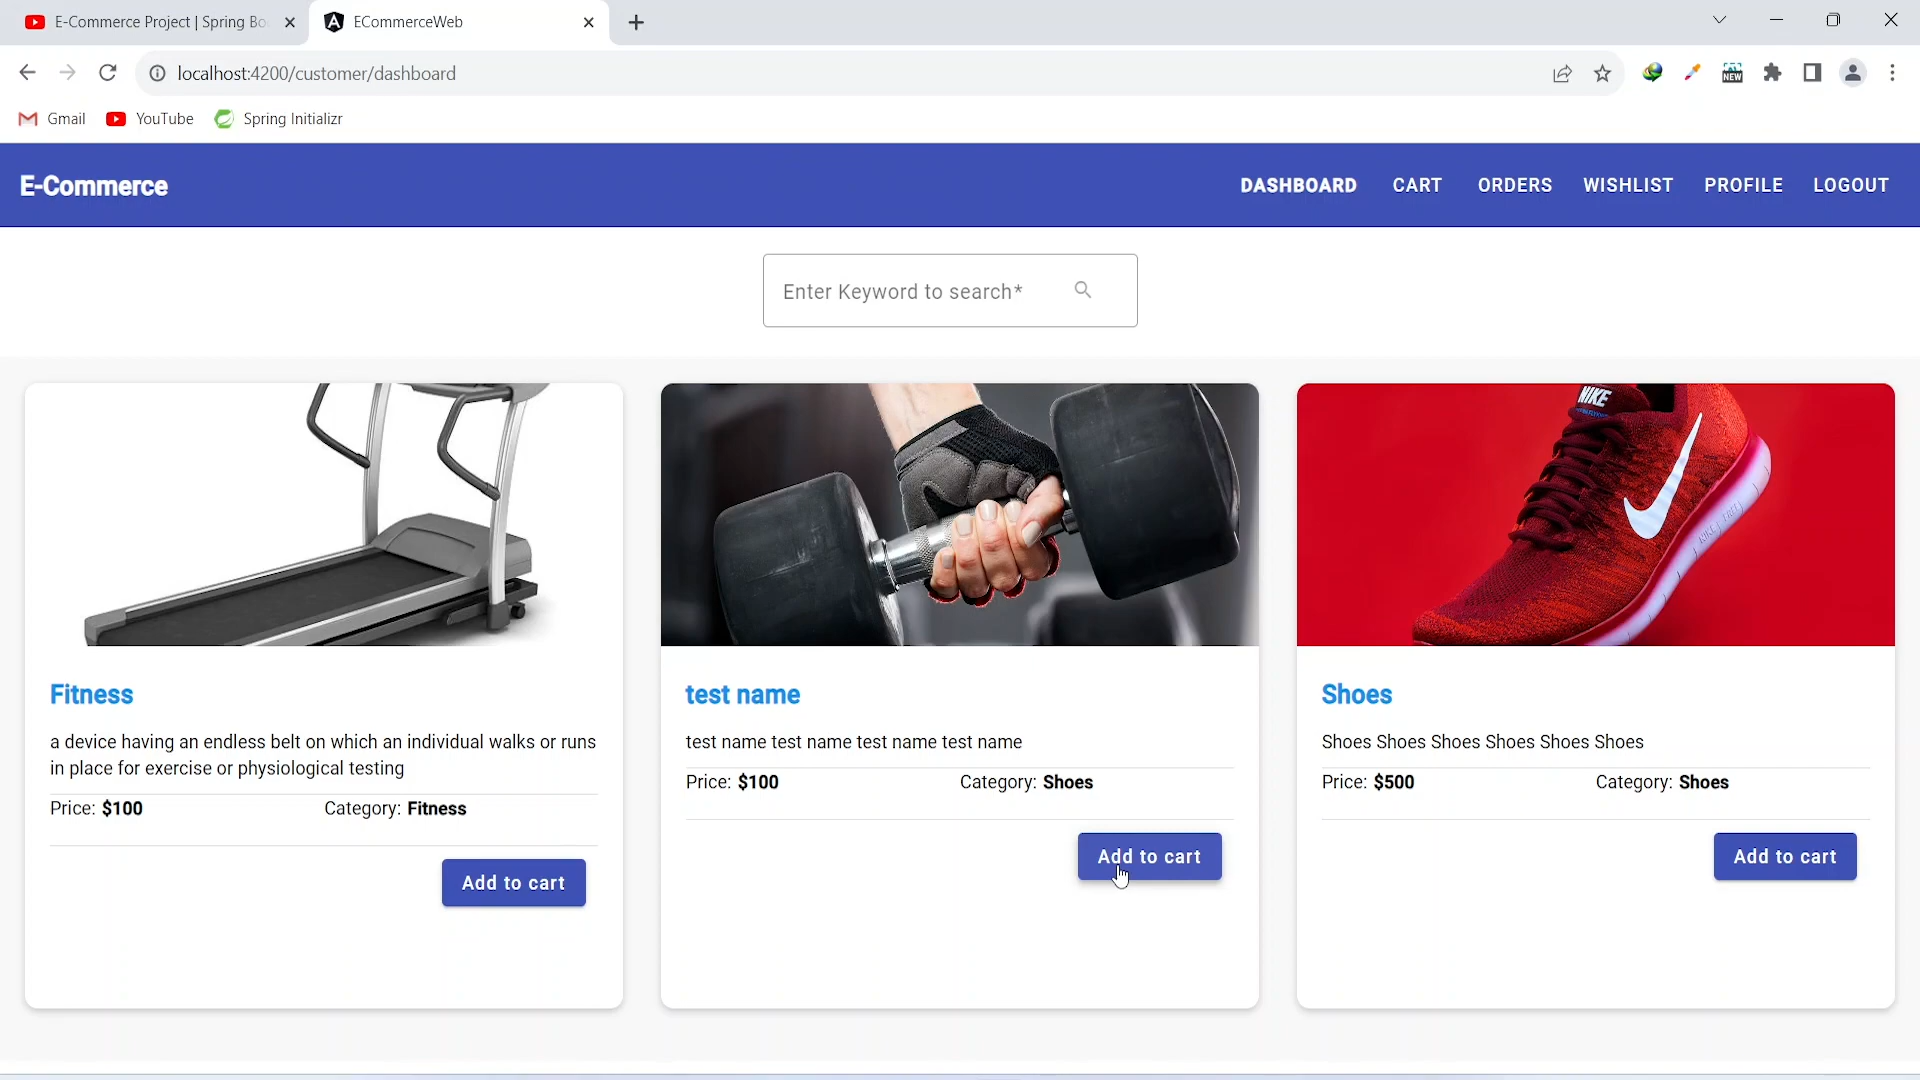 E-Commerce Project | Spring Bo
ECommerceWeb
localhost:4200/customer/dashboard
NEW
Gmail
YouTube
Spring Initializr
E-Commerce
DASHBOARD
CART
ORDERS
WISHLIST
PROFILE
LOGOUT
Enter Keyword to search*
NIKE
Fitness
a device having an endless belt on which an individual walks or runs
in place for exercise or physiological testing
Price: $100
Category: Fitness
Add to cart
test name
test name test name test name test name
Price: $100
Category: Shoes
Add to cart
Shoes
Shoes Shoes Shoes Shoes Shoes Shoes
Price: $500
Category: Shoes
Add to cart